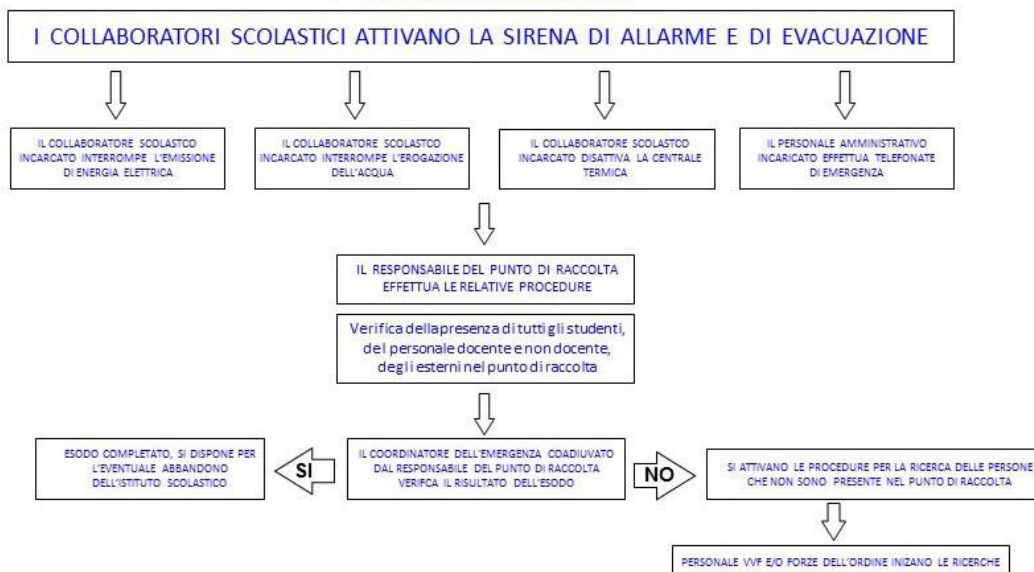 I COLLABORATORI SCOLASTICI ATTIVANO LA SIRENA DI ALLARME E DI EVACUAZIONE
IL COLLABORATORE SCOLASTCO
INCARCATO INTERROMPE L'EMISSIONE
DI ENERGIA ELETTRICA
IL COLLABORATORE SCOLASTCO
INCARCATO INTERROMPE L'EROGAZIONE
DELL'ACQUA
IL COLLABORATORE SCOLASTCO
INCARCATO DISATTIVA LA CENTRALE
TERMICA
IL PERSONALE AMMINISTRATIVO
INCARICATO EFFETTUA TELEFONATE
DI EMERGENZA
IL RESPONSABILE DEL PUNTO DI RACCOLTA
EFFETTUA LE RELATIVE PROCEDURE
Verifica della presenza di tutti gli studenti,
del personale docente e non docente,
degli esterni nel punto di raccolta
ESODO COMPLETATO, SI DISPONE PER
L'EVENTUALE ABBANDONO
DELL'ISTITUTO SCOLASTICO
SI
IL COORDINATORE DELL'EMERGENZA COADIUVATO
DAL RESPONSABILE DEL PUNTO DI RACCOLTA
VERIFCA IL RISULTATO DELL'ESODO
NO
SI ATTIVANO LE PROCEDURE PER LA RICERCA DELLE PERSONE
CHE NON SONO PRESENTE NEL PUNTO DI RACCOLTA
PERSONALE VVF E/O FORZE DELL'ORDINE INIZANO LE RICERCHE